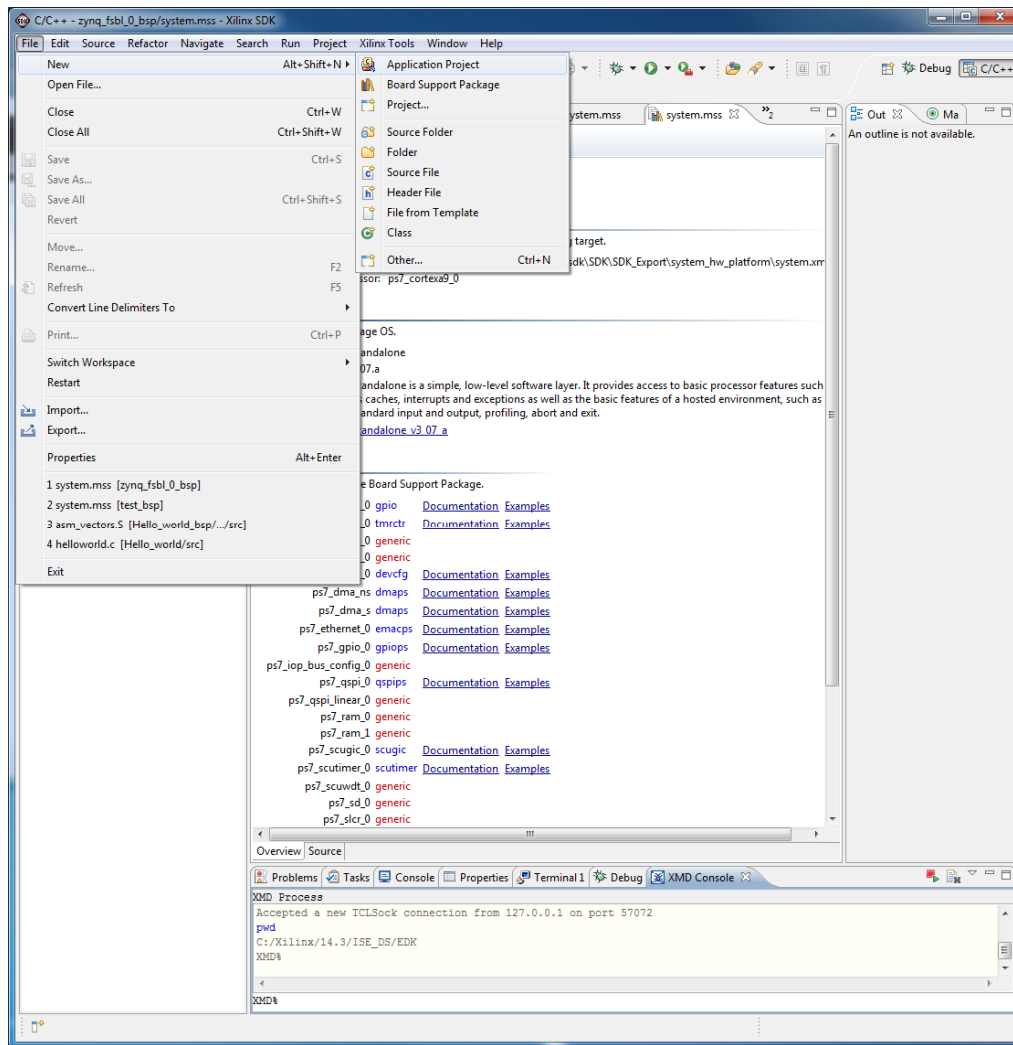 C/C++ - zynq_fsbl_0_bsp/system.mss - Xilinx SDK
File Edit Source Refactor Navigate Search Run Project Xilinx Tools Window Help
Debug C/C++
New Alt+Shift+N
Open File...
Close Ctrl+W
Close All Ctrl+Shift+W
Save Ctrl+S
Save As...
Save All Ctrl+Shift+S
Revert
Move...
Rename... F2
Refresh F5
Convert Line Delimiters To
Print... Ctrl+P
Switch Workspace
Restart
Import...
Export...
Properties Alt+Enter
1 system.mss [zynq_fsbl_0_bsp]
2 system.mss [test_bsp]
3 asm_vectors.S [Hello_world_bsp/.../src]
4 helloworld.c [Hello_world/src]
Exit
Application Project
Board Support Package
Project...
Source Folder
Folder
Source File
Header File
File from Template
Class
Other... Ctrl+N
ystem.mss system.mss 2
Out Ma
An outline is not available.
target.
sdk\SDK\SDK_Export\system_hw_platform\system.xm
ssor: ps7_cortexa9_0
age OS.
andalone
07.a
andalone is a simple, low-level software layer. It provides access to basic processor features such
s caches, interrupts and exceptions as well as the basic features of a hosted environment, such as
andard input and output, profiling, abort and exit.
andalone_v3_07_a
e Board Support Package.
_0 gpio Documentation Examples
_0 tmrctr Documentation Examples
_0 generic
_0 generic
_0 devcfg Documentation Examples
ps7_dma_ns dmaps Documentation Examples
ps7_dma_s dmaps Documentation Examples
ps7_ethernet_0 emacps Documentation Examples
ps7_gpio_0 gpiops Documentation Examples
ps7_iop_bus_config_0 generic
ps7_qspi_0 qspips Documentation Examples
ps7_qspi_linear_0 generic
ps7_ram_0 generic
ps7_ram_1 generic
ps7_scugic_0 scugic Documentation Examples
ps7_scutimer_0 scutimer Documentation Examples
ps7_scuwdt_0 generic
ps7_sd_0 generic
ps7_slcr_0 generic
Overview Source
Problems Tasks Console Properties Terminal 1 Debug XMD Console
XMD Process
Accepted a new TCLSock connection from 127.0.0.1 on port 57072
pwd
C:/Xilinx/14.3/ISE_DS/EDK
XMD%
XMD%